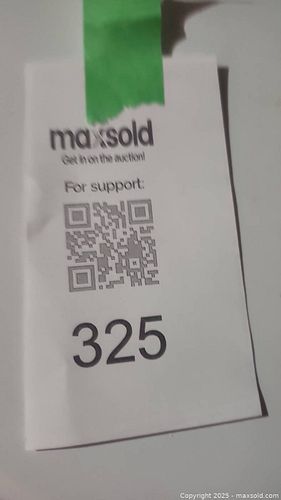 maxsold
Get in on the auction!
For support:
325
Copyright 2025 - maxsold.com